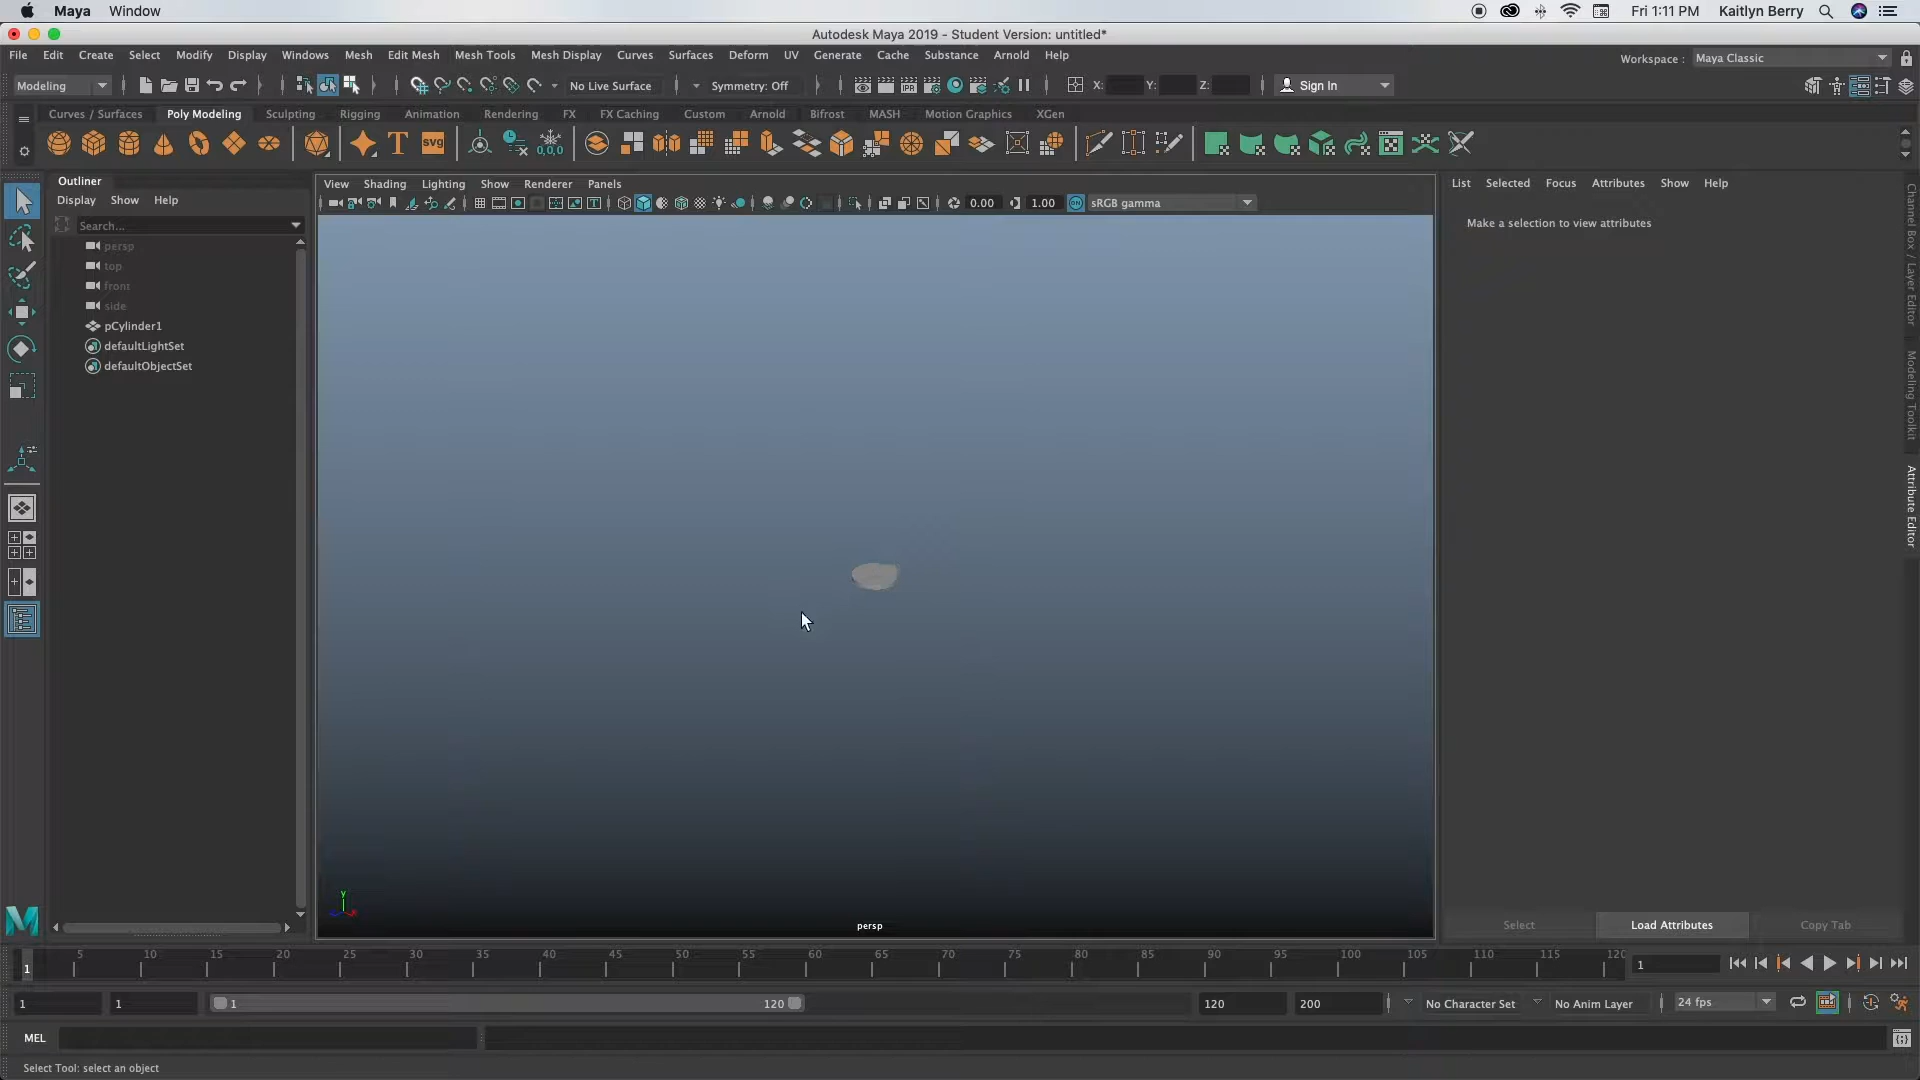 Maya Window Fri 1:11 PM Kaitlyn Berry
Autodesk Maya 2019 - Student Version: untitled*
File Edit Create Select Modify Display Windows Mesh Edit Mesh Mesh Tools Mesh Display Curves Surfaces Deform UV Generate Cache Substance Arnold Help
Workspace : Maya Classic
Modeling No Live Surface Symmetry: Off X: Y: Z: Sign In
Curves / Surfaces Poly Modeling Sculpting Rigging Animation Rendering FX FX Caching Custom Arnold Bifrost MASH Motion Graphics XGen
T SVG 0,0,0
Outliner
Display Show Help
Search...
persp
top
front
side
pCylinder1
defaultLightSet
defaultObjectSet
View Shading Lighting Show Renderer Panels
0.00 1.00 ON sRGB gamma
y
persp
List Selected Focus Attributes Show Help
Make a selection to view attributes
Select Load Attributes Copy Tab
Channel Box / Layer Editor
Modeling Toolkit
Attribute Editor
1 5 10 15 20 25 30 35 40 45 50 55 60 65 70 75 80 85 90 95 100 105 110 115 120 1
1 1 1 120 120 200 No Character Set No Anim Layer 24 fps
MEL
Select Tool: select an object